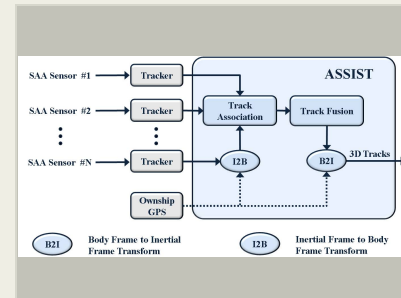 ASSIST
SAA Sensor #1
Tracker
SAA Sensor #2
Tracker
Track
Association
Track Fusion
SAA Sensor #N
Tracker
I2B
B2I
3D Tracks
Ownship
GPS
B2I
Body Frame to Inertial
Frame Transform
I2B
Inertial Frame to Body
Frame Transform